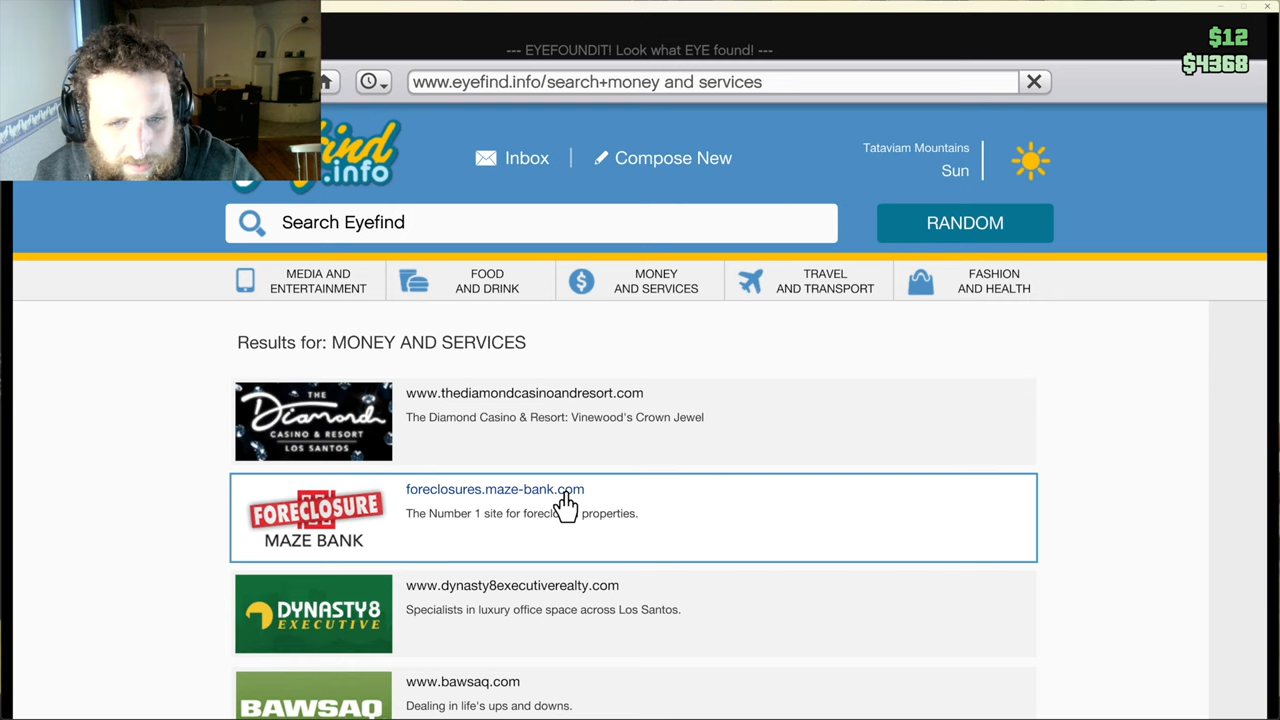 --- EYEFOUNDIT! Look what EYE found! ---
$12
$4368
www.eyefind.info/search+money and services
find
.info
Inbox
Compose New
Tataviam Mountains
Sun
Search Eyefind
RANDOM
MEDIA AND
ENTERTAINMENT
FOOD
AND DRINK
MONEY
AND SERVICES
TRAVEL
AND TRANSPORT
FASHION
AND HEALTH
Results for: MONEY AND SERVICES
THE
Diamond
CASINO & RESORT
LOS SANTOS
www.thediamondcasinoandresort.com
The Diamond Casino & Resort: Vinewood's Crown Jewel
FORECLOSURE
MAZE BANK
foreclosures.maze-bank.com
The Number 1 site for properties.
DYNASTY8
EXECUTIVE
www.dynasty8executiverealty.com
Specialists in luxury office space across Los Santos.
BAWSAQ
www.bawsaq.com
Dealing in life's ups and downs.